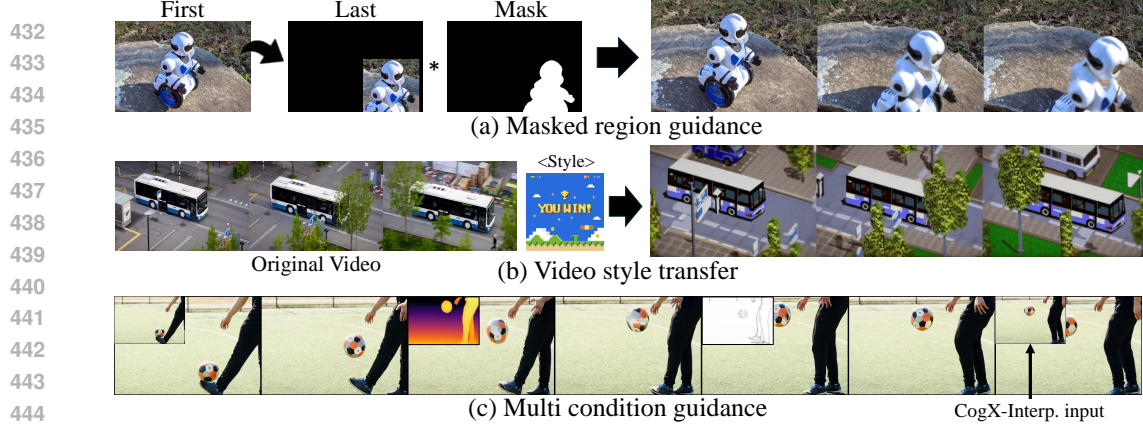 432
433
434
435
436
437
438
439
440
441
442
443
444
First
Last
Mask
*
(a) Masked region guidance
<Style>
YOU WIN!
Original Video
(b) Video style transfer
(c) Multi condition guidance
CogX-Interp. input